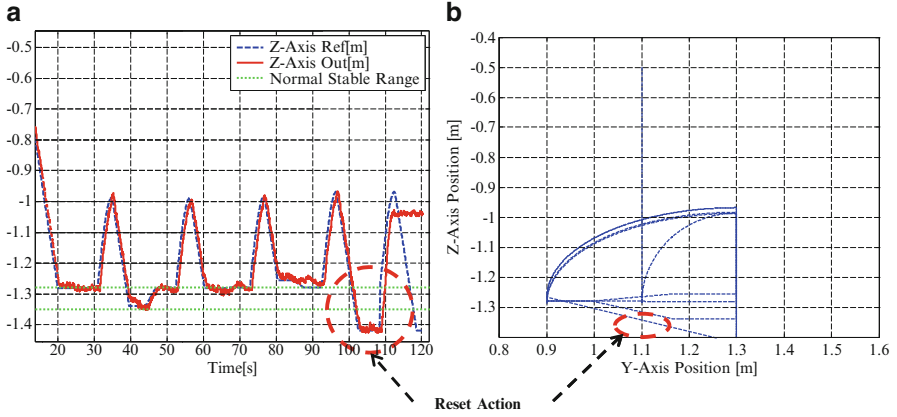 a
-0.5
-0.6
-0.7
-0.8
-0.9
-1
-1.1
-1.2
-1.3
-1.4
20 30 40 50 60 70 80 90 100 110 120
Time[s]
Z-Axis Ref[m]
Z-Axis Out[m]
Normal Stable Range
b
-0.4
-0.5
-0.6
-0.7
-0.8
-0.9
-1
-1.1
-1.2
-1.3
0.8 0.9 1.0 1.1 1.2 1.3 1.4 1.5 1.6
Z-Axis Position [m]
Y-Axis Position [m]
Reset Action